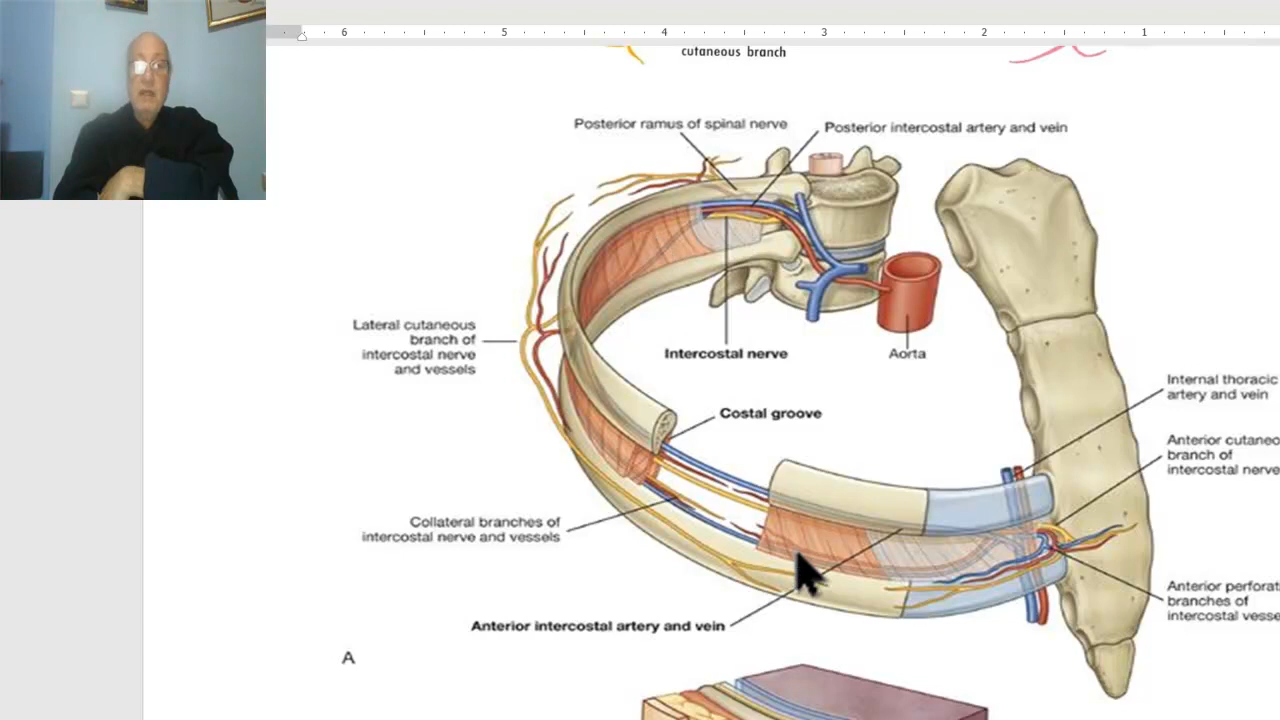 6 5 4 3 2 1
cutaneous branch
Posterior ramus of spinal nerve
Posterior intercostal artery and vein
Lateral cutaneous
branch of
intercostal nerve
and vessels
Intercostal nerve
Aorta
Costal groove
Internal thoracic
artery and vein
Anterior cutaneo
branch of
intercostal nerve
Collateral branches of
intercostal nerve and vessels
Anterior perforat
branches of
intercostal vesse
Anterior intercostal artery and vein
A